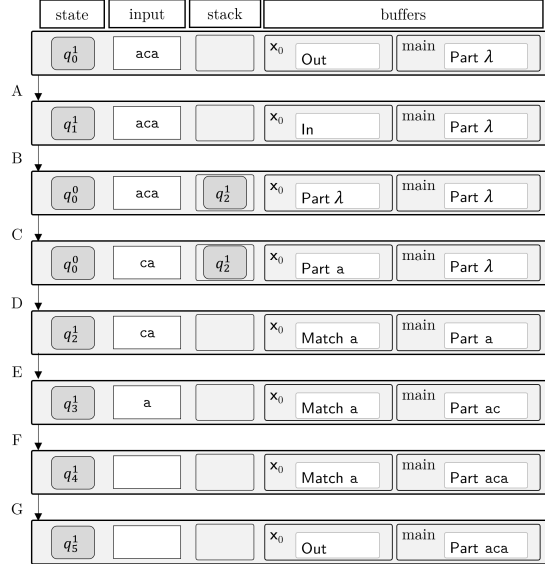 state input stack buffers
q₀¹ aca x₀ Out main Part λ
A
q₁¹ aca x₀ In main Part λ
B
q₀⁰ aca q₂¹ x₀ Part λ main Part λ
C
q₀⁰ ca q₂¹ x₀ Part a main Part λ
D
q₂¹ ca x₀ Match a main Part a
E
q₃¹ a x₀ Match a main Part ac
F
q₄¹ x₀ Match a main Part aca
G
q₅¹ x₀ Out main Part aca